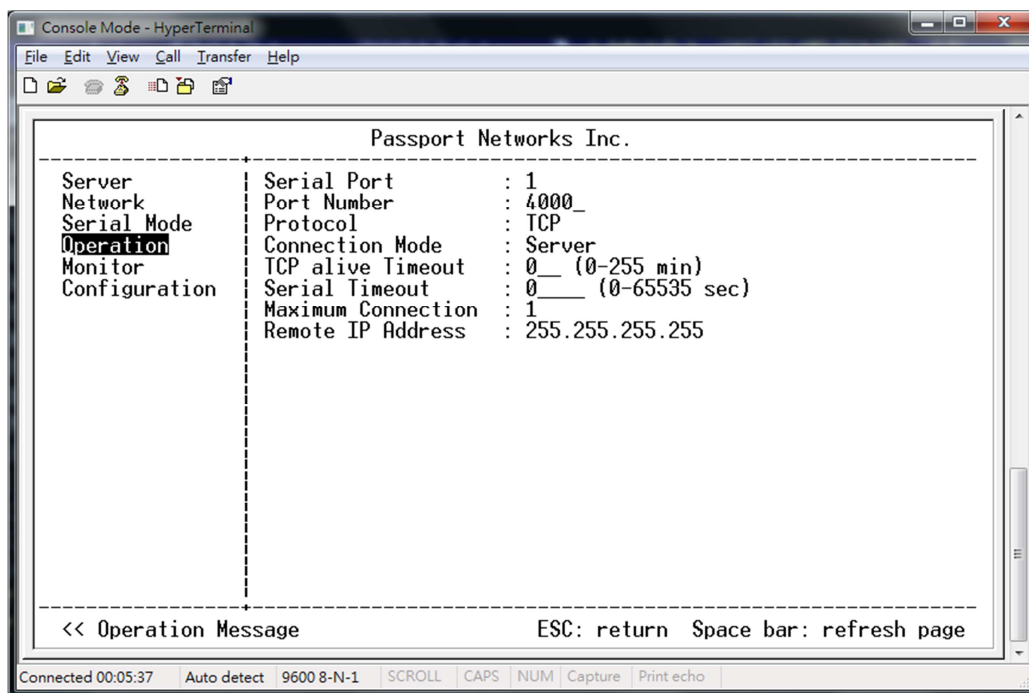 Console Mode - HyperTerminal
File Edit View Call Transfer Help
Passport Networks Inc.
Server
Network
Serial Mode
Operation
Monitor
Configuration
Serial Port : 1
Port Number : 4000_
Protocol : TCP
Connection Mode : Server
TCP alive Timeout : 0__ (0-255 min)
Serial Timeout : 0____ (0-65535 sec)
Maximum Connection : 1
Remote IP Address : 255.255.255.255
<< Operation Message ESC: return Space bar: refresh page
Connected 00:05:37 Auto detect 9600 8-N-1 SCROLL CAPS NUM Capture Print echo